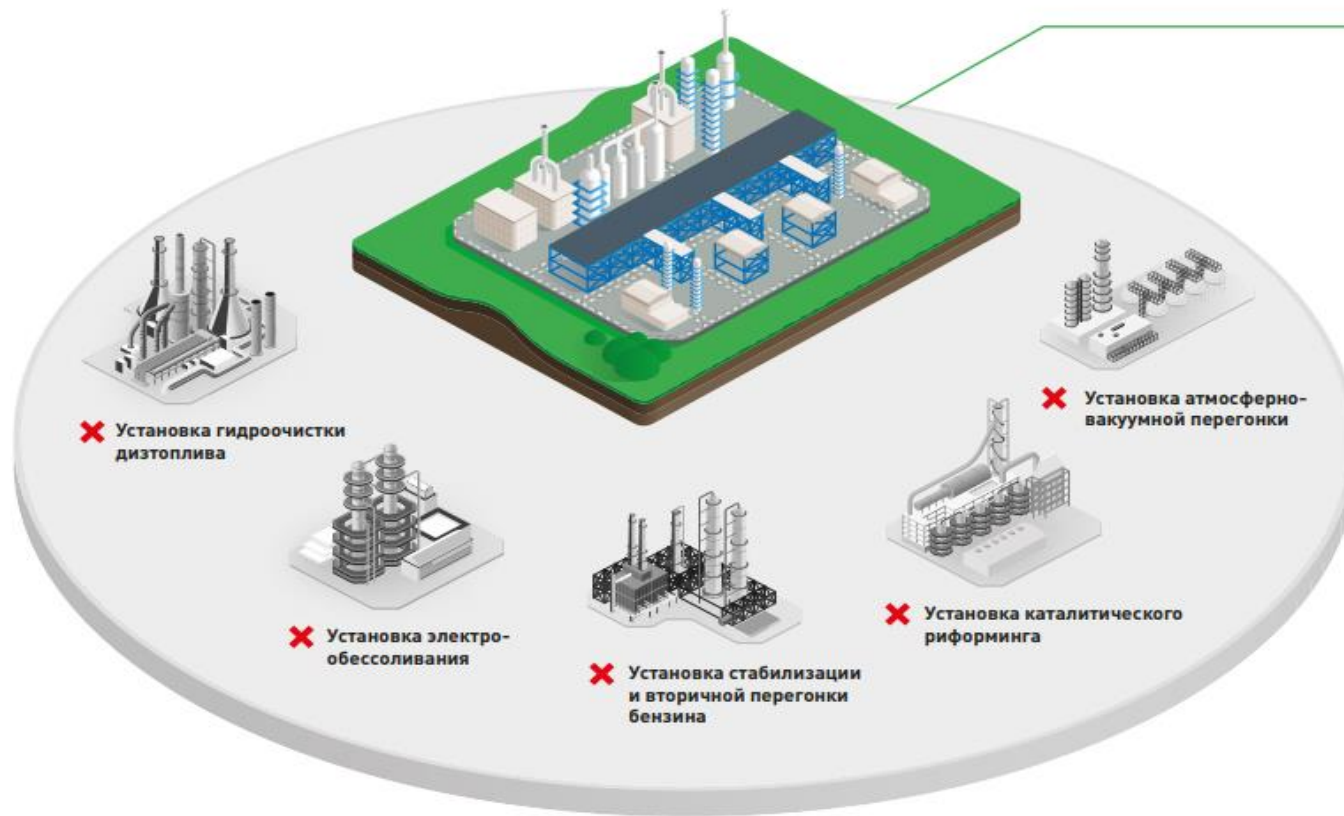 Установка гидроочистки
дизтоплива
Установка электро-
обессоливания
Установка стабилизации
и вторичной перегонки
бензина
Установка каталитического
риформинга
Установка атмосферно-
вакуумной перегонки